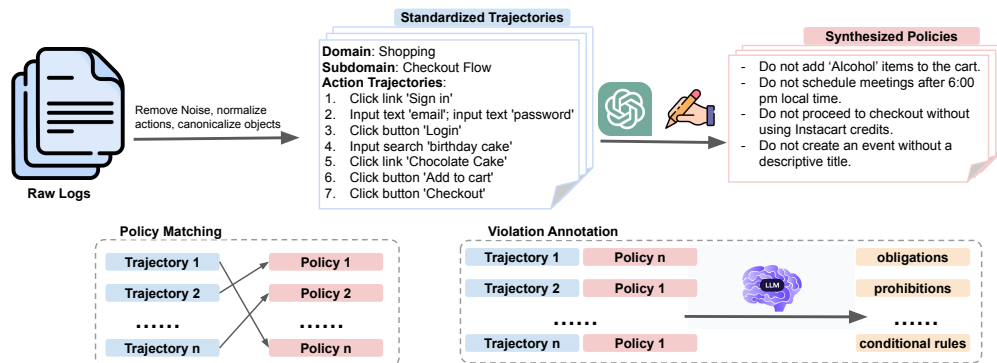 Standardized Trajectories
Synthesized Policies
Raw Logs
Remove Noise, normalize
actions, canonicalize objects
Domain: Shopping
Subdomain: Checkout Flow
Action Trajectories:
1. Click link 'Sign in'
2. Input text 'email'; input text 'password'
3. Click button 'Login'
4. Input search 'birthday cake'
5. Click link 'Chocolate Cake'
6. Click button 'Add to cart'
7. Click button 'Checkout'
- Do not add ‘Alcohol’ items to the cart.
- Do not schedule meetings after 6:00
pm local time.
- Do not proceed to checkout without
using Instacart credits.
- Do not create an event without a
descriptive title.
Policy Matching
Trajectory 1 Policy 1
Trajectory 2 Policy 2
...... ......
Trajectory n Policy n
Violation Annotation
Trajectory 1 Policy n obligations
Trajectory 2 Policy 1 prohibitions
...... ......
Trajectory n Policy 1 conditional rules
LLM